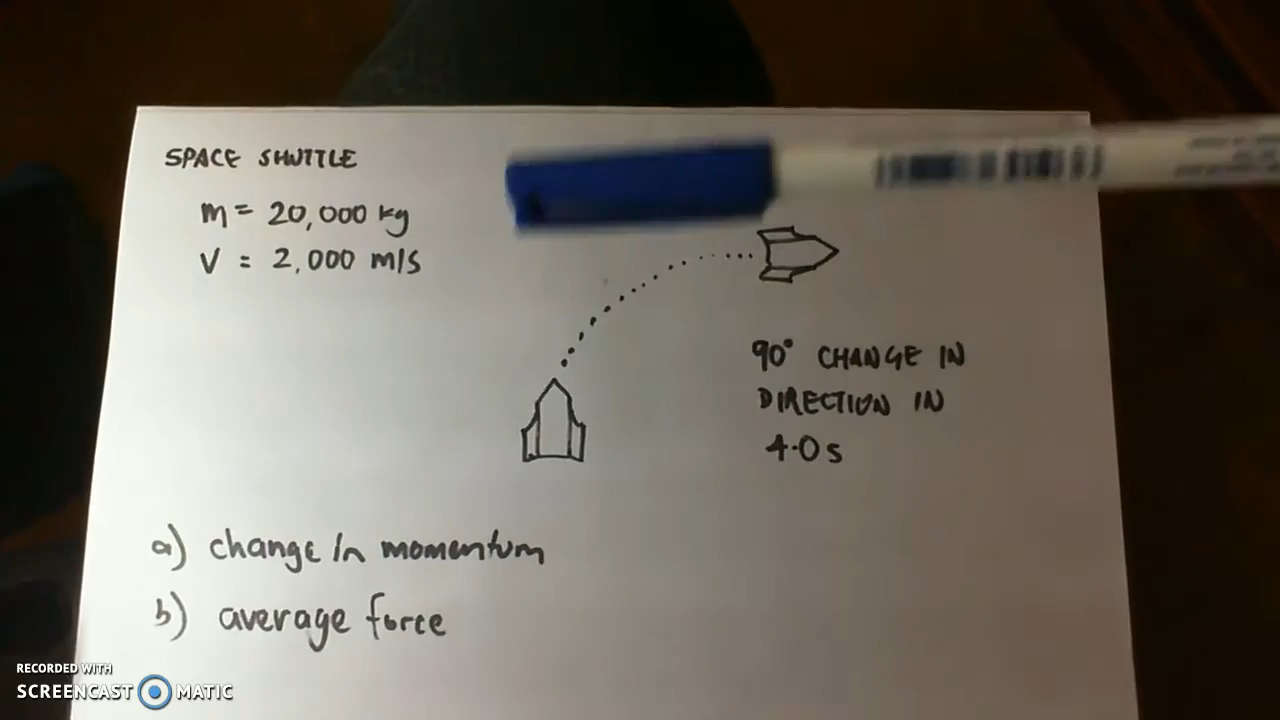 SPACE SHUTTLE
m = 20,000 kg
V = 2,000 m/s
90° CHANGE IN
DIRECTION IN
4.0s
a) change in momentum
b) average force
RECORDED WITH
SCREENCAST MATIC